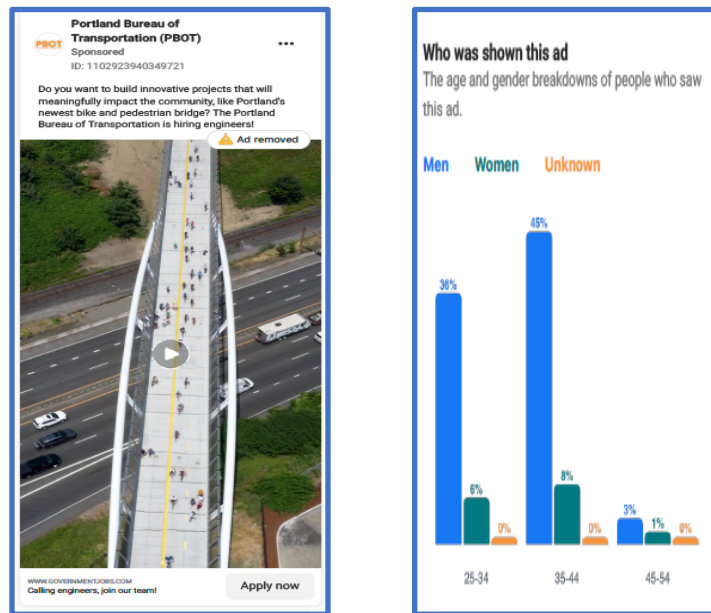 Portland Bureau of
Transportation (PBOT)
PBOT
Sponsored
ID: 1102923940349721
Do you want to build innovative projects that will
meaningfully impact the community, like Portland's
newest bike and pedestrian bridge? The Portland
Bureau of Transportation is hiring engineers!
Ad removed
WWW.GOVERNMENTJOBS.COM
Calling engineers, join our team!
Apply now
Who was shown this ad
The age and gender breakdowns of people who saw
this ad.
Men Women Unknown
45%
36%
6% 8%
3% 1%
0% 0% 0%
25-34 35-44 45-54